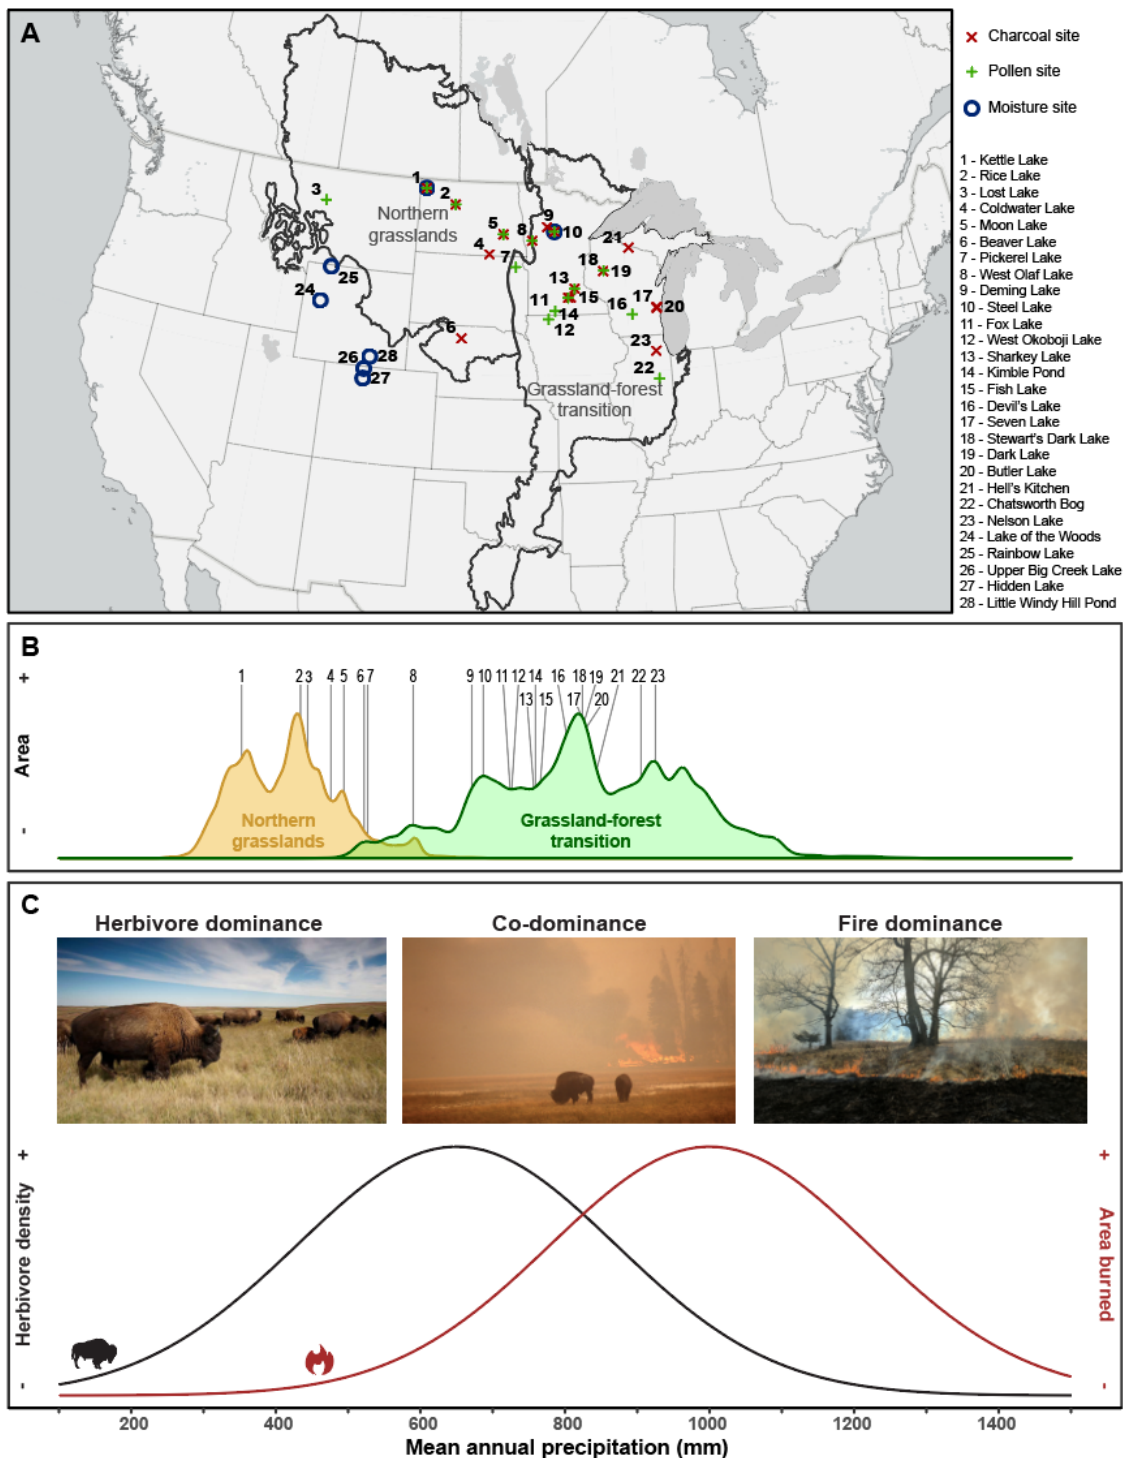 A
Charcoal site
Pollen site
Moisture site
1 - Kettle Lake
2 - Rice Lake
3 - Lost Lake
4 - Coldwater Lake
5 - Moon Lake
6 - Beaver Lake
7 - Pickerel Lake
8 - West Olaf Lake
9 - Deming Lake
10 - Steel Lake
11 - Fox Lake
12 - West Okoboji Lake
13 - Sharkey Lake
14 - Kimble Pond
15 - Fish Lake
16 - Devil's Lake
17 - Seven Lake
18 - Stewart's Dark Lake
19 - Dark Lake
20 - Butler Lake
21 - Hell's Kitchen
22 - Chatsworth Bog
23 - Nelson Lake
24 - Lake of the Woods
25 - Rainbow Lake
26 - Upper Big Creek Lake
27 - Hidden Lake
28 - Little Windy Hill Pond
1
3
2
Northern
grasslands
9
5
8
10
4
7
21
18
19
25
24
13
15
11
14
12
16
17
20
6
23
22
26
28
27
Grassland-forest
transition
B
+
Area
-
1
2
3
4
5
6
7
8
9
10
11
12
14
16
18
19
21
22
23
13
15
17
20
Northern
grasslands
Grassland-forest
transition
C
Herbivore dominance
Co-dominance
Fire dominance
+
Herbivore density
-
+
Area burned
-
200
400
600
800
1000
1200
1400
Mean annual precipitation (mm)